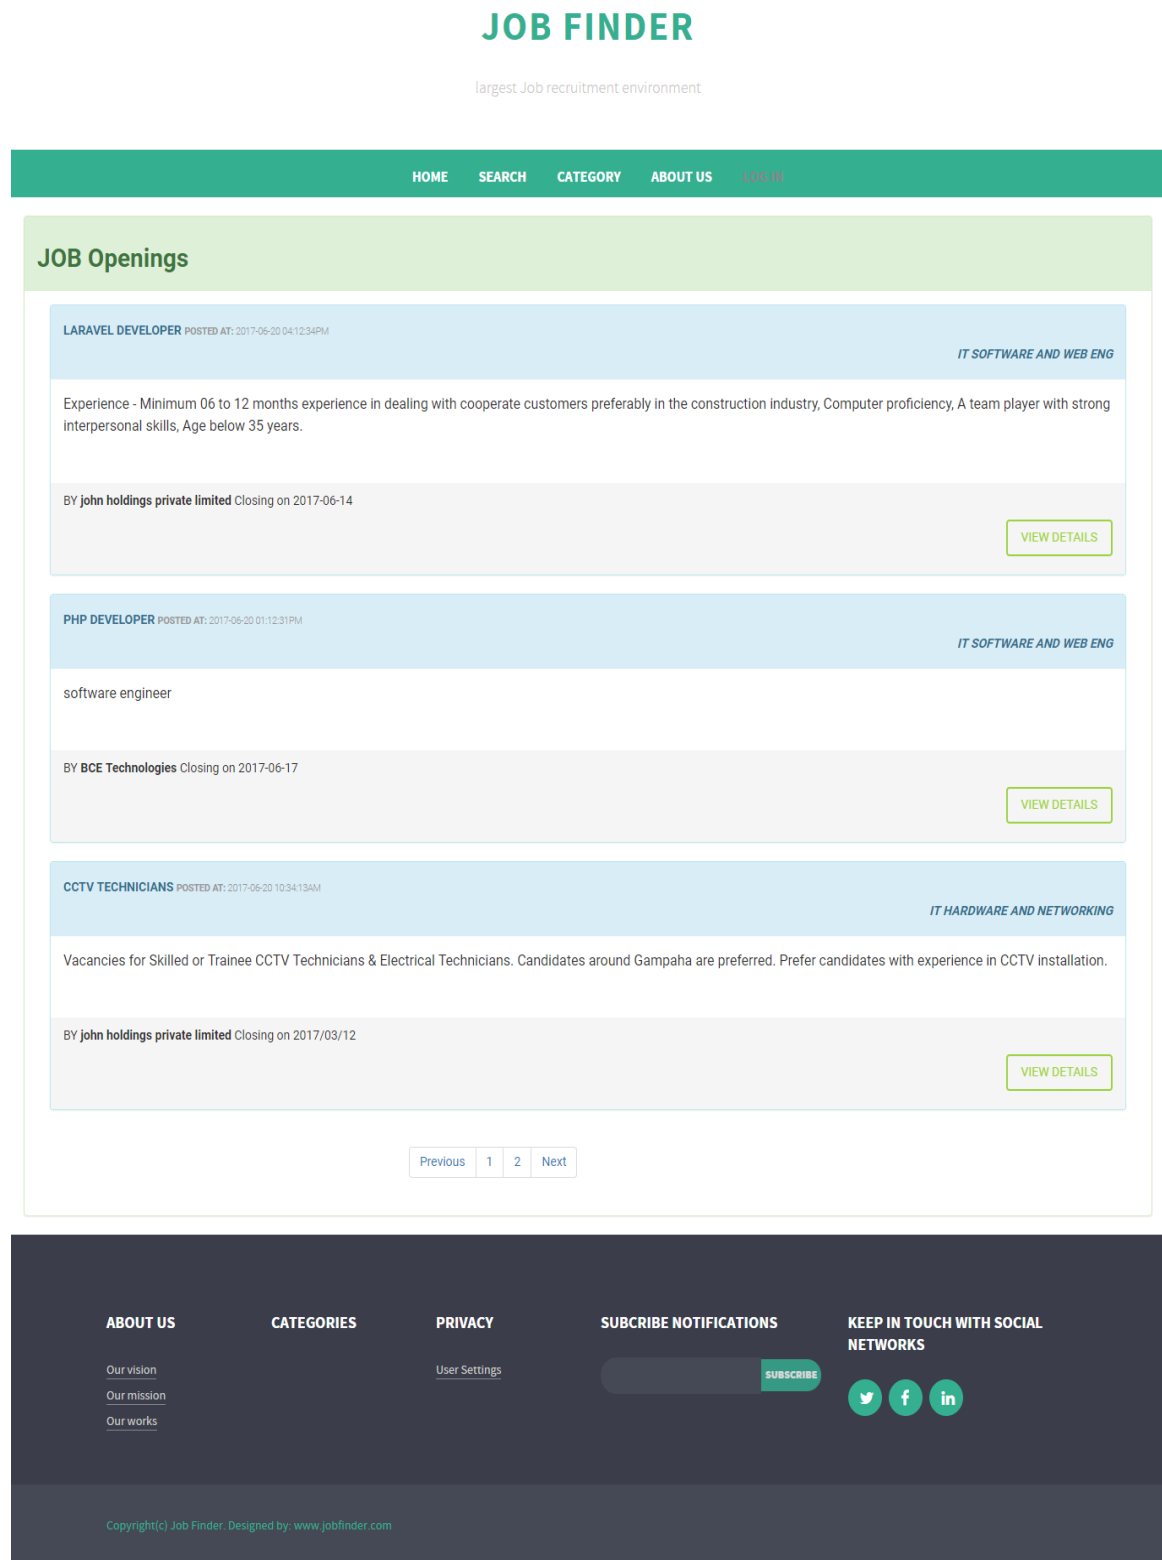 JOB FINDER
largest Job recruitment environment
HOME SEARCH CATEGORY ABOUT US LOG IN
JOB Openings
LARAVEL DEVELOPER POSTED AT: 2017-06-20 04:12:34PM
IT SOFTWARE AND WEB ENG
Experience - Minimum 06 to 12 months experience in dealing with cooperate customers preferably in the construction industry, Computer proficiency, A team player with strong
interpersonal skills, Age below 35 years.
BY john holdings private limited Closing on 2017-06-14
VIEW DETAILS
PHP DEVELOPER POSTED AT: 2017-06-20 01:12:31PM
IT SOFTWARE AND WEB ENG
software engineer
BY BCE Technologies Closing on 2017-06-17
VIEW DETAILS
CCTV TECHNICIANS POSTED AT: 2017-06-20 10:34:13AM
IT HARDWARE AND NETWORKING
Vacancies for Skilled or Trainee CCTV Technicians & Electrical Technicians. Candidates around Gampaha are preferred. Prefer candidates with experience in CCTV installation.
BY john holdings private limited Closing on 2017/03/12
VIEW DETAILS
Previous 1 2 Next
ABOUT US
Our vision
Our mission
Our works
CATEGORIES
PRIVACY
User Settings
SUBCRIBE NOTIFICATIONS
SUBSCRIBE
KEEP IN TOUCH WITH SOCIAL
NETWORKS
Copyright(c) Job Finder. Designed by: www.jobfinder.com